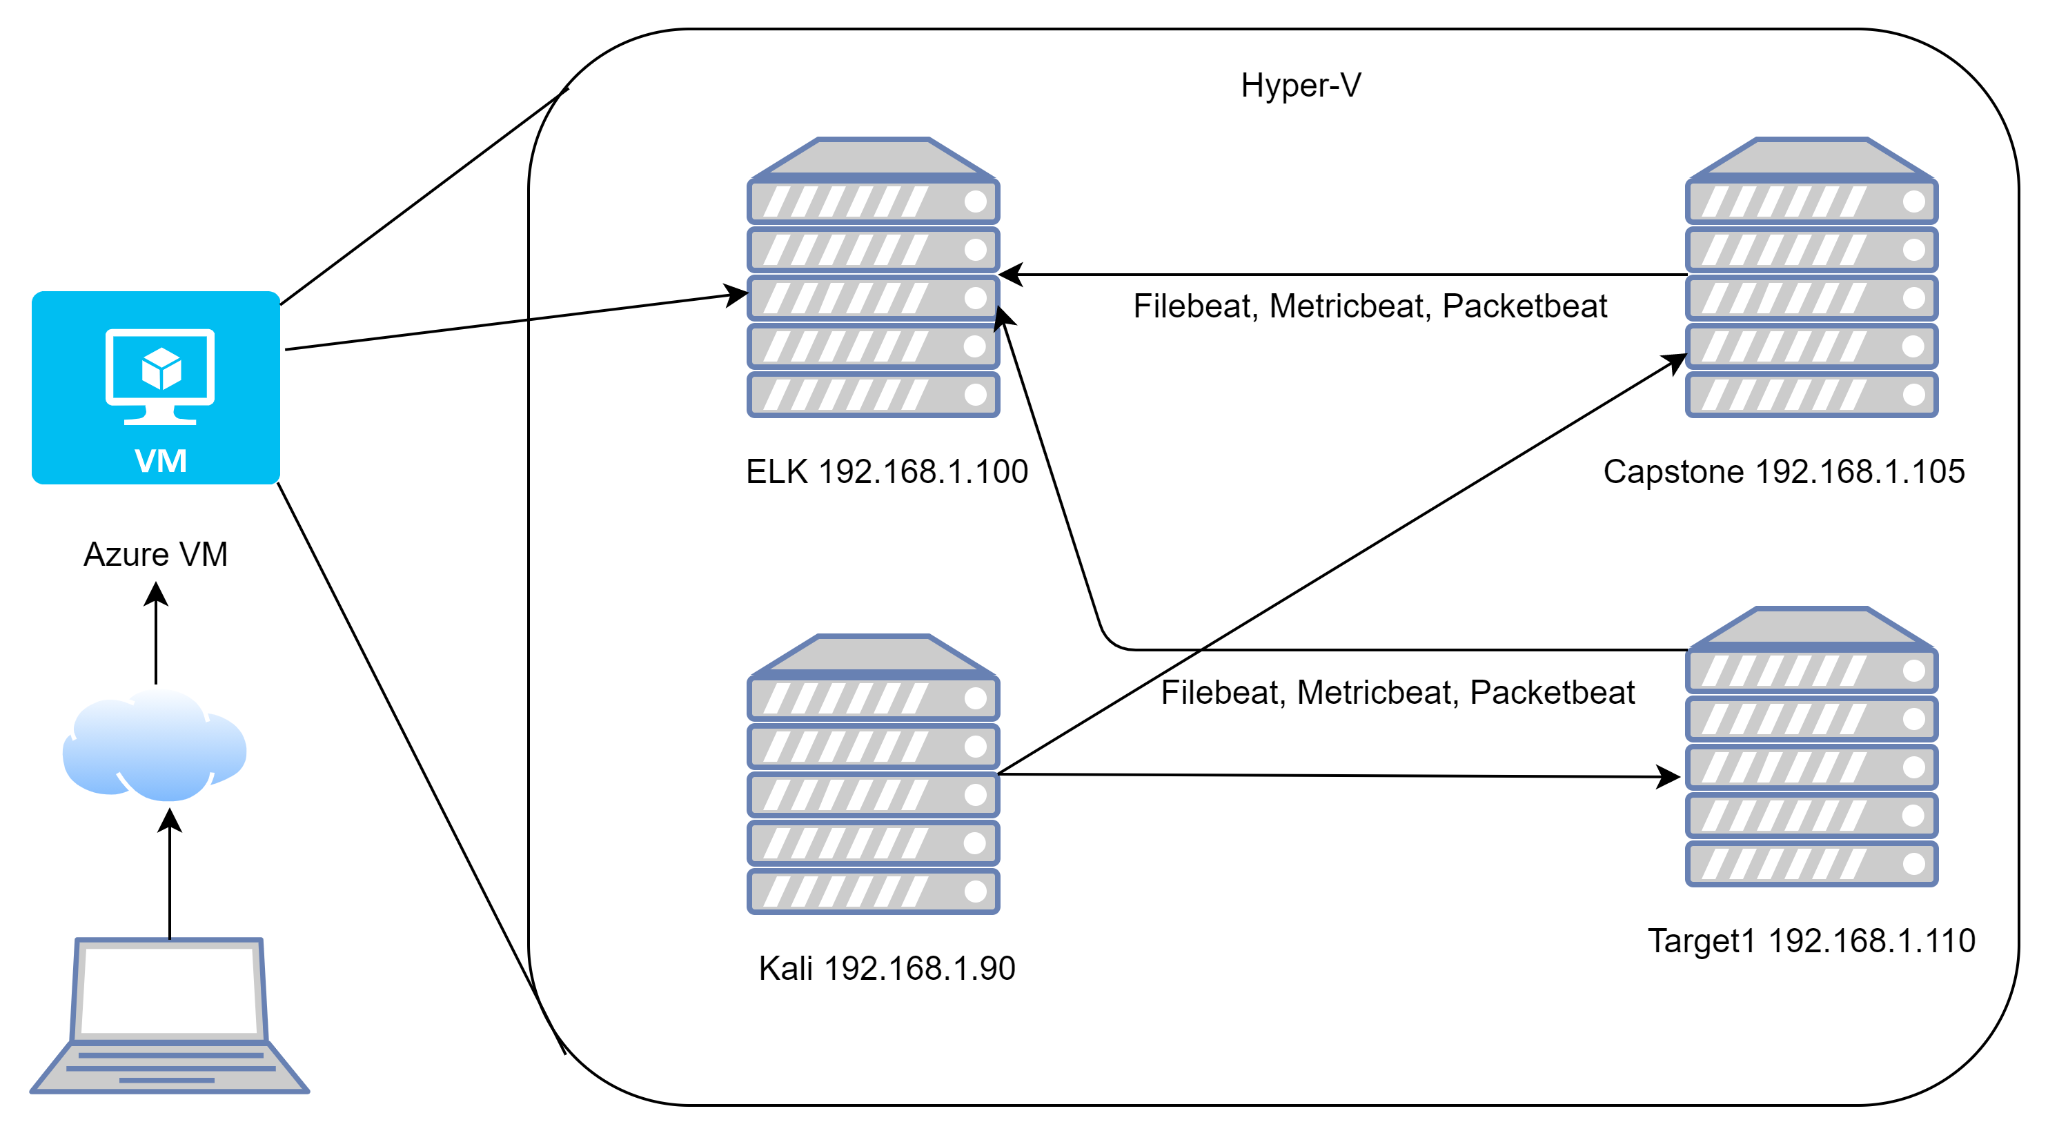 Hyper-V
Filebeat, Metricbeat, Packetbeat
VM
ELK 192.168.1.100
Capstone 192.168.1.105
Azure VM
Filebeat, Metricbeat, Packetbeat
Target1 192.168.1.110
Kali 192.168.1.90